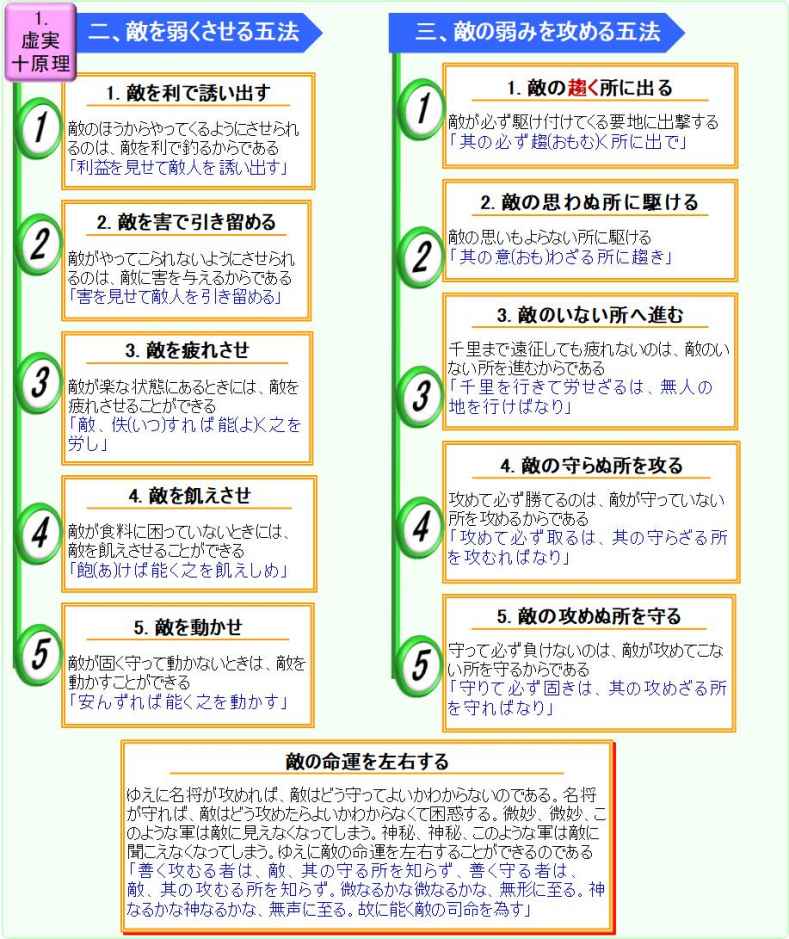 1.
虚実
十原理
二、敵を弱くさせる五法
1
1. 敵を利で誘い出す
敵のほうからやってくるようにさせられ
るのは、敵を利で釣るからである
「利益を見せて敵人を誘い出す」
2
2. 敵を害で引き留める
敵がやってこられないようにさせられ
るのは、敵に害を与えるからである
「害を見せて敵人を引き留める」
3
3. 敵を疲れさせ
敵が楽な状態にあるときには、敵を
疲れさせることができる
「敵、佚(いつ)すれば能(よ)く之を
労し」
4
4. 敵を飢えさせ
敵が食料に困っていないときには、
敵を飢えさせることができる
「飽(あ)けば能く之を飢えしめ」
5
5. 敵を動かせ
敵が固く守って動かないときは、敵を
動かすことができる
「安んずれば能く之を動かす」
三、敵の弱みを攻める五法
1
1. 敵の趨く所に出る
敵が必ず駆け付けてくる要地に出撃する
「其の必ず趨(おもむ)く所に出で」
2
2. 敵の思わぬ所に駆ける
敵の思いもよらない所に駆ける
「其の意(おも)わざる所に趨き」
3
3. 敵のいない所へ進む
千里まで遠征しても疲れないのは、敵のい
ない所を進むからである
「千里を行きて労せざるは、無人の
地を行けばなり」
4
4. 敵の守らぬ所を攻る
攻めて必ず勝てるのは、敵が守っていない
所を攻めるからである
「攻めて必ず取るは、其の守らざる所
を攻むればなり」
5
5. 敵の攻めぬ所を守る
守って必ず負けないのは、敵が攻めてこな
い所を守るからである
「守りて必ず固きは、其の攻めざる所
を守ればなり」
敵の命運を左右する
ゆえに名将が攻めれば、敵はどう守ってよいかわからないのである。名将
が守れば、敵はどう攻めたらよいかわからなくて困惑する。微妙、微妙、こ
のような軍は敵に見えなくなってしまう。神秘、神秘、このような軍は敵に
聞こえなくなってしまう。ゆえに敵の命運を左右することができるのである
「善く攻むる者は、敵、其の守る所を知らず、善く守る者は、
敵、其の攻むる所を知らず。微なるかな微なるかな、無形に至る。神
なるかな神なるかな、無声に至る。故に能く敵の司命を為す」